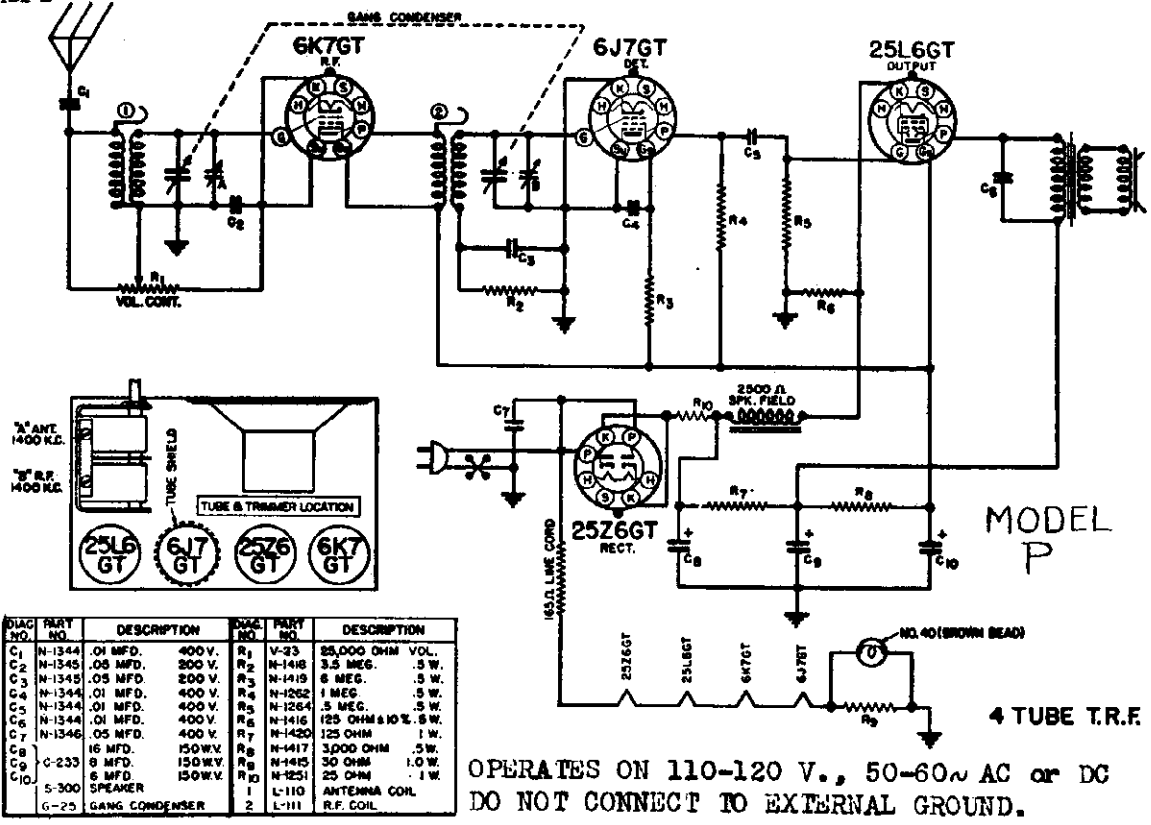 GANG CONDENSER
6K7GT
R.F.
6J7GT
DET.
25L6GT
OUTPUT
C1
1
2
K S
H H
G P
Su Sc
K S
H H
G P
Su Sc
K S
H H
P
G Gs
A
B
C2
C3
C4
C5
C6
R1
VOL. CONT.
R2
R3
R4
R5
R6
2500 Ω
SPK. FIELD
R10
C7
K P
P
H H
S K
25Z6GT
RECT.
R7
R8
+ C8
+ C9
+ C10
MODEL
P
"A" ANT.
1400 K.C.
"B" R.F.
1400 K.C.
TUBE SHIELD
TUBE & TRIMMER LOCATION
25L6 GT
6J7 GT
25Z6 GT
6K7 GT
165Ω LINE CORD
25Z6GT
25L6GT
6K7GT
6J7GT
NO. 40 (BROWN BEAD)
R9
4 TUBE T.R.F.
DIAG. NO. PART NO. DESCRIPTION DIAG. NO. PART NO. DESCRIPTION
C1 N-1344 .01 MFD. 400 V. R1 V-23 25,000 OHM VOL.
C2 N-1345 .05 MFD. 200 V. R2 N-1418 3.5 MEG. .5 W.
C3 N-1345 .05 MFD. 200 V. R3 N-1419 6 MEG. .5 W.
C4 N-1344 .01 MFD. 400 V. R4 N-1262 1 MEG. .5 W.
C5 N-1344 .01 MFD. 400 V. R5 N-1264 .5 MEG. .5 W.
C6 N-1344 .01 MFD. 400 V. R6 N-1416 125 OHM ±10% .5 W.
C7 N-1346 .05 MFD. 400 V. R7 N-1420 125 OHM 1 W.
C8 16 MFD. 150 W.V. R8 N-1417 3,000 OHM .5 W.
C9 C-233 8 MFD. 150 W.V. R9 N-1415 30 OHM 1.0 W.
C10 6 MFD. 150 W.V. R10 N-1251 25 OHM .1 W.
S-300 SPEAKER 1 L-110 ANTENNA COIL
G-25 GANG CONDENSER 2 L-111 R.F. COIL
OPERATES ON 110-120 V., 50-60~ AC or DC
DO NOT CONNECT TO EXTERNAL GROUND.